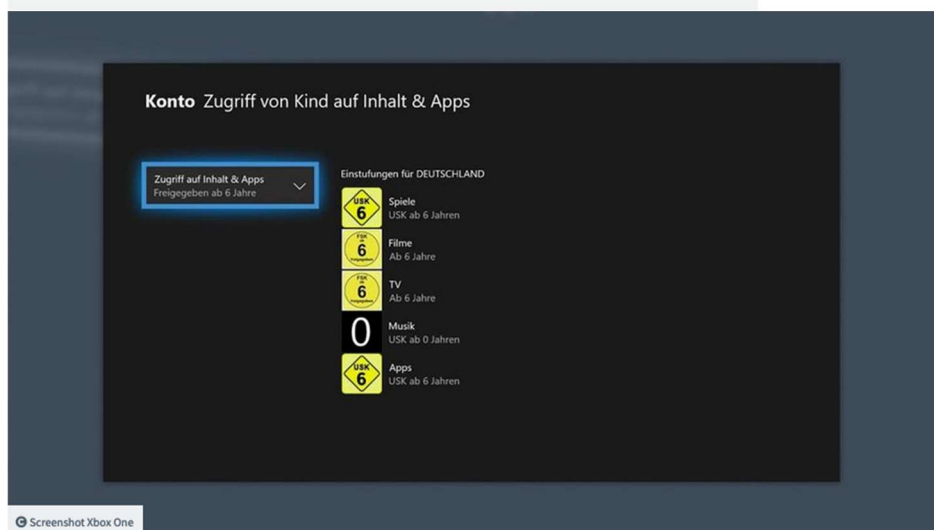 Konto Zugriff von Kind auf Inhalt & Apps
Zugriff auf Inhalt & Apps
Freigegeben ab 6 Jahre
Einstufungen für DEUTSCHLAND
USK
6
Spiele
USK ab 6 Jahren
FSK
ab
6
freigegeben
Filme
Ab 6 Jahre
FSK
ab
6
freigegeben
TV
Ab 6 Jahre
0
Musik
USK ab 0 Jahren
USK
6
Apps
USK ab 6 Jahren
Screenshot Xbox One